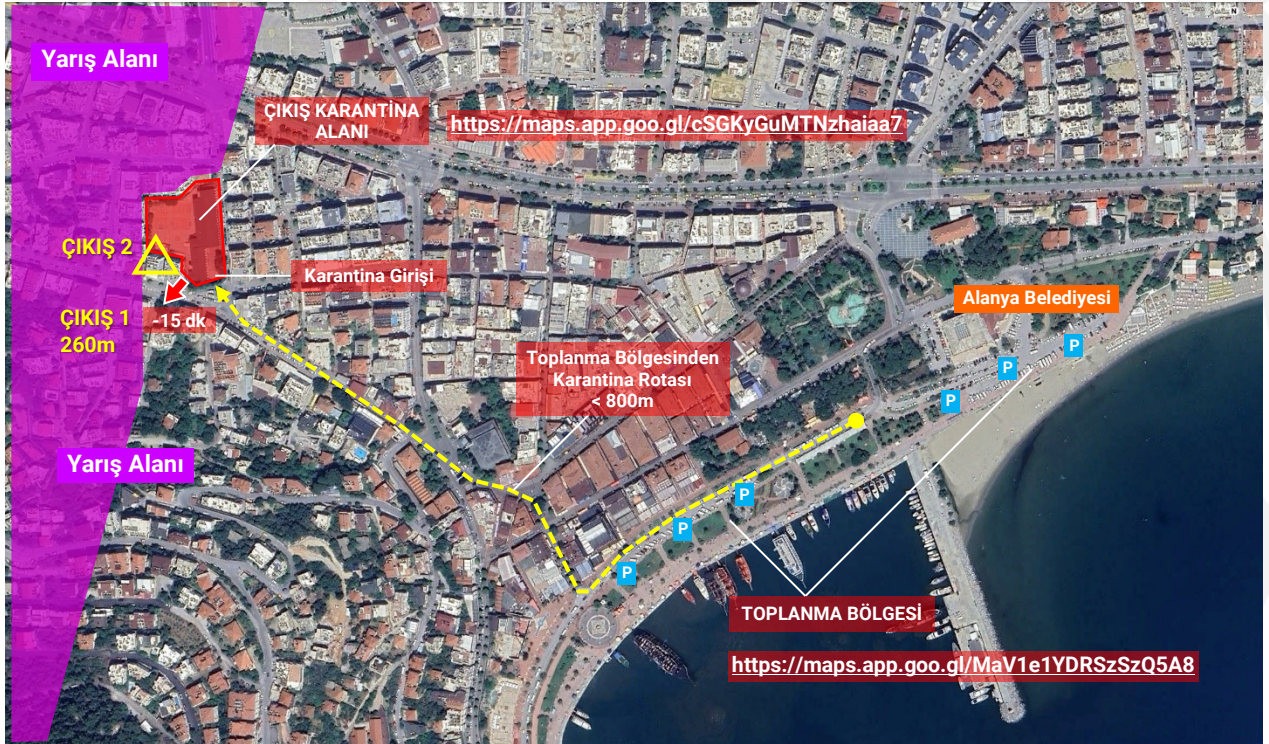 N
Yarış Alanı
ÇIKIŞ KARANTİNA
ALANI
https://maps.app.goo.gl/cSGKyGuMTNzhaiaa7
ÇIKIŞ 2
Karantina Girişi
ÇIKIŞ 1
260m
-15 dk
Alanya Belediyesi
Toplanma Bölgesinden
Karantina Rotası
< 800m
P
P
P
P
P
P
Yarış Alanı
TOPLANMA BÖLGESİ
https://maps.app.goo.gl/MaV1e1YDRSzSzQ5A8